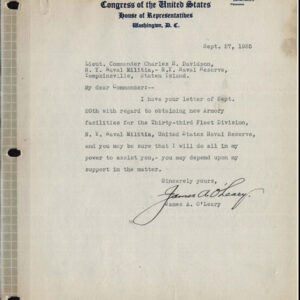 Congress of the United States
House of Representatives
Washington, D. C.
Sept. 27, 1935
Lieut. Commander Charles H. Davidson,
N. Y. Naval Militia,- U.S. Naval Reserve,
Tompkinsville, Staten Island.
My dear Commander:--
I have your letter of Sept.
20th with regard to obtaining new Armory
facilities for the Thirty-third Fleet Division,
N. Y. Naval Militia, United States Naval Reserve,
and you may be sure that I will do all in my
power to assist you,- you may depend upon my
support in the matter.
Sincerely yours,
James A. O'Leary
James A. O'Leary